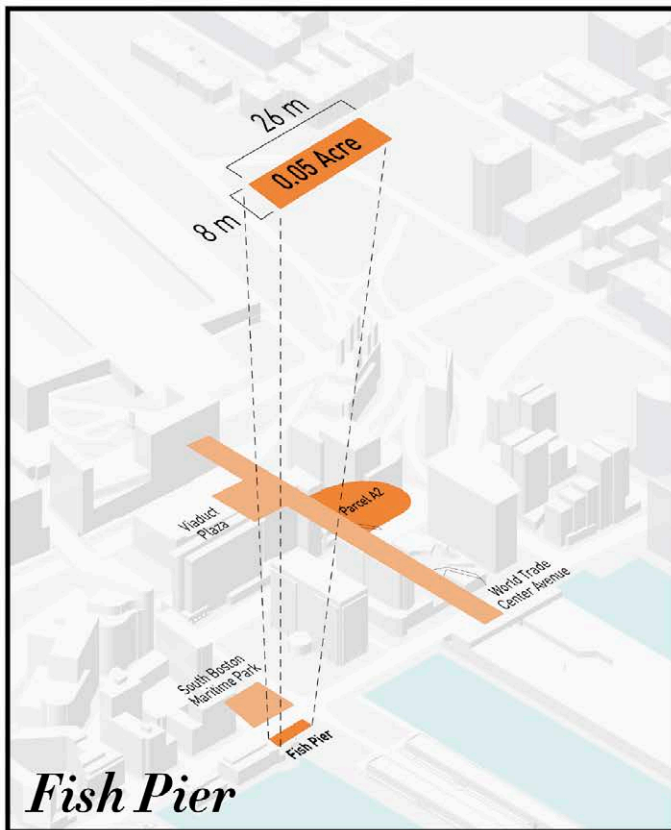 26 m
0.05 Acre
8 m
Parcel A2
Viaduct
Plaza
World Trade
Center Avenue
South Boston
Maritime Park
Fish Pier
Fish Pier